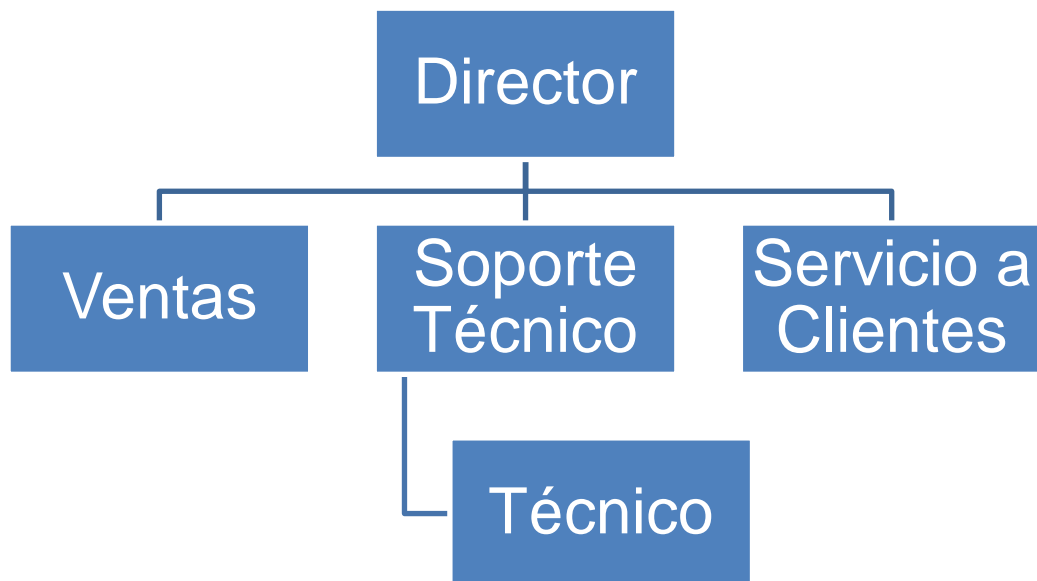 Director
Ventas
Soporte
Técnico
Servicio a
Clientes
Técnico